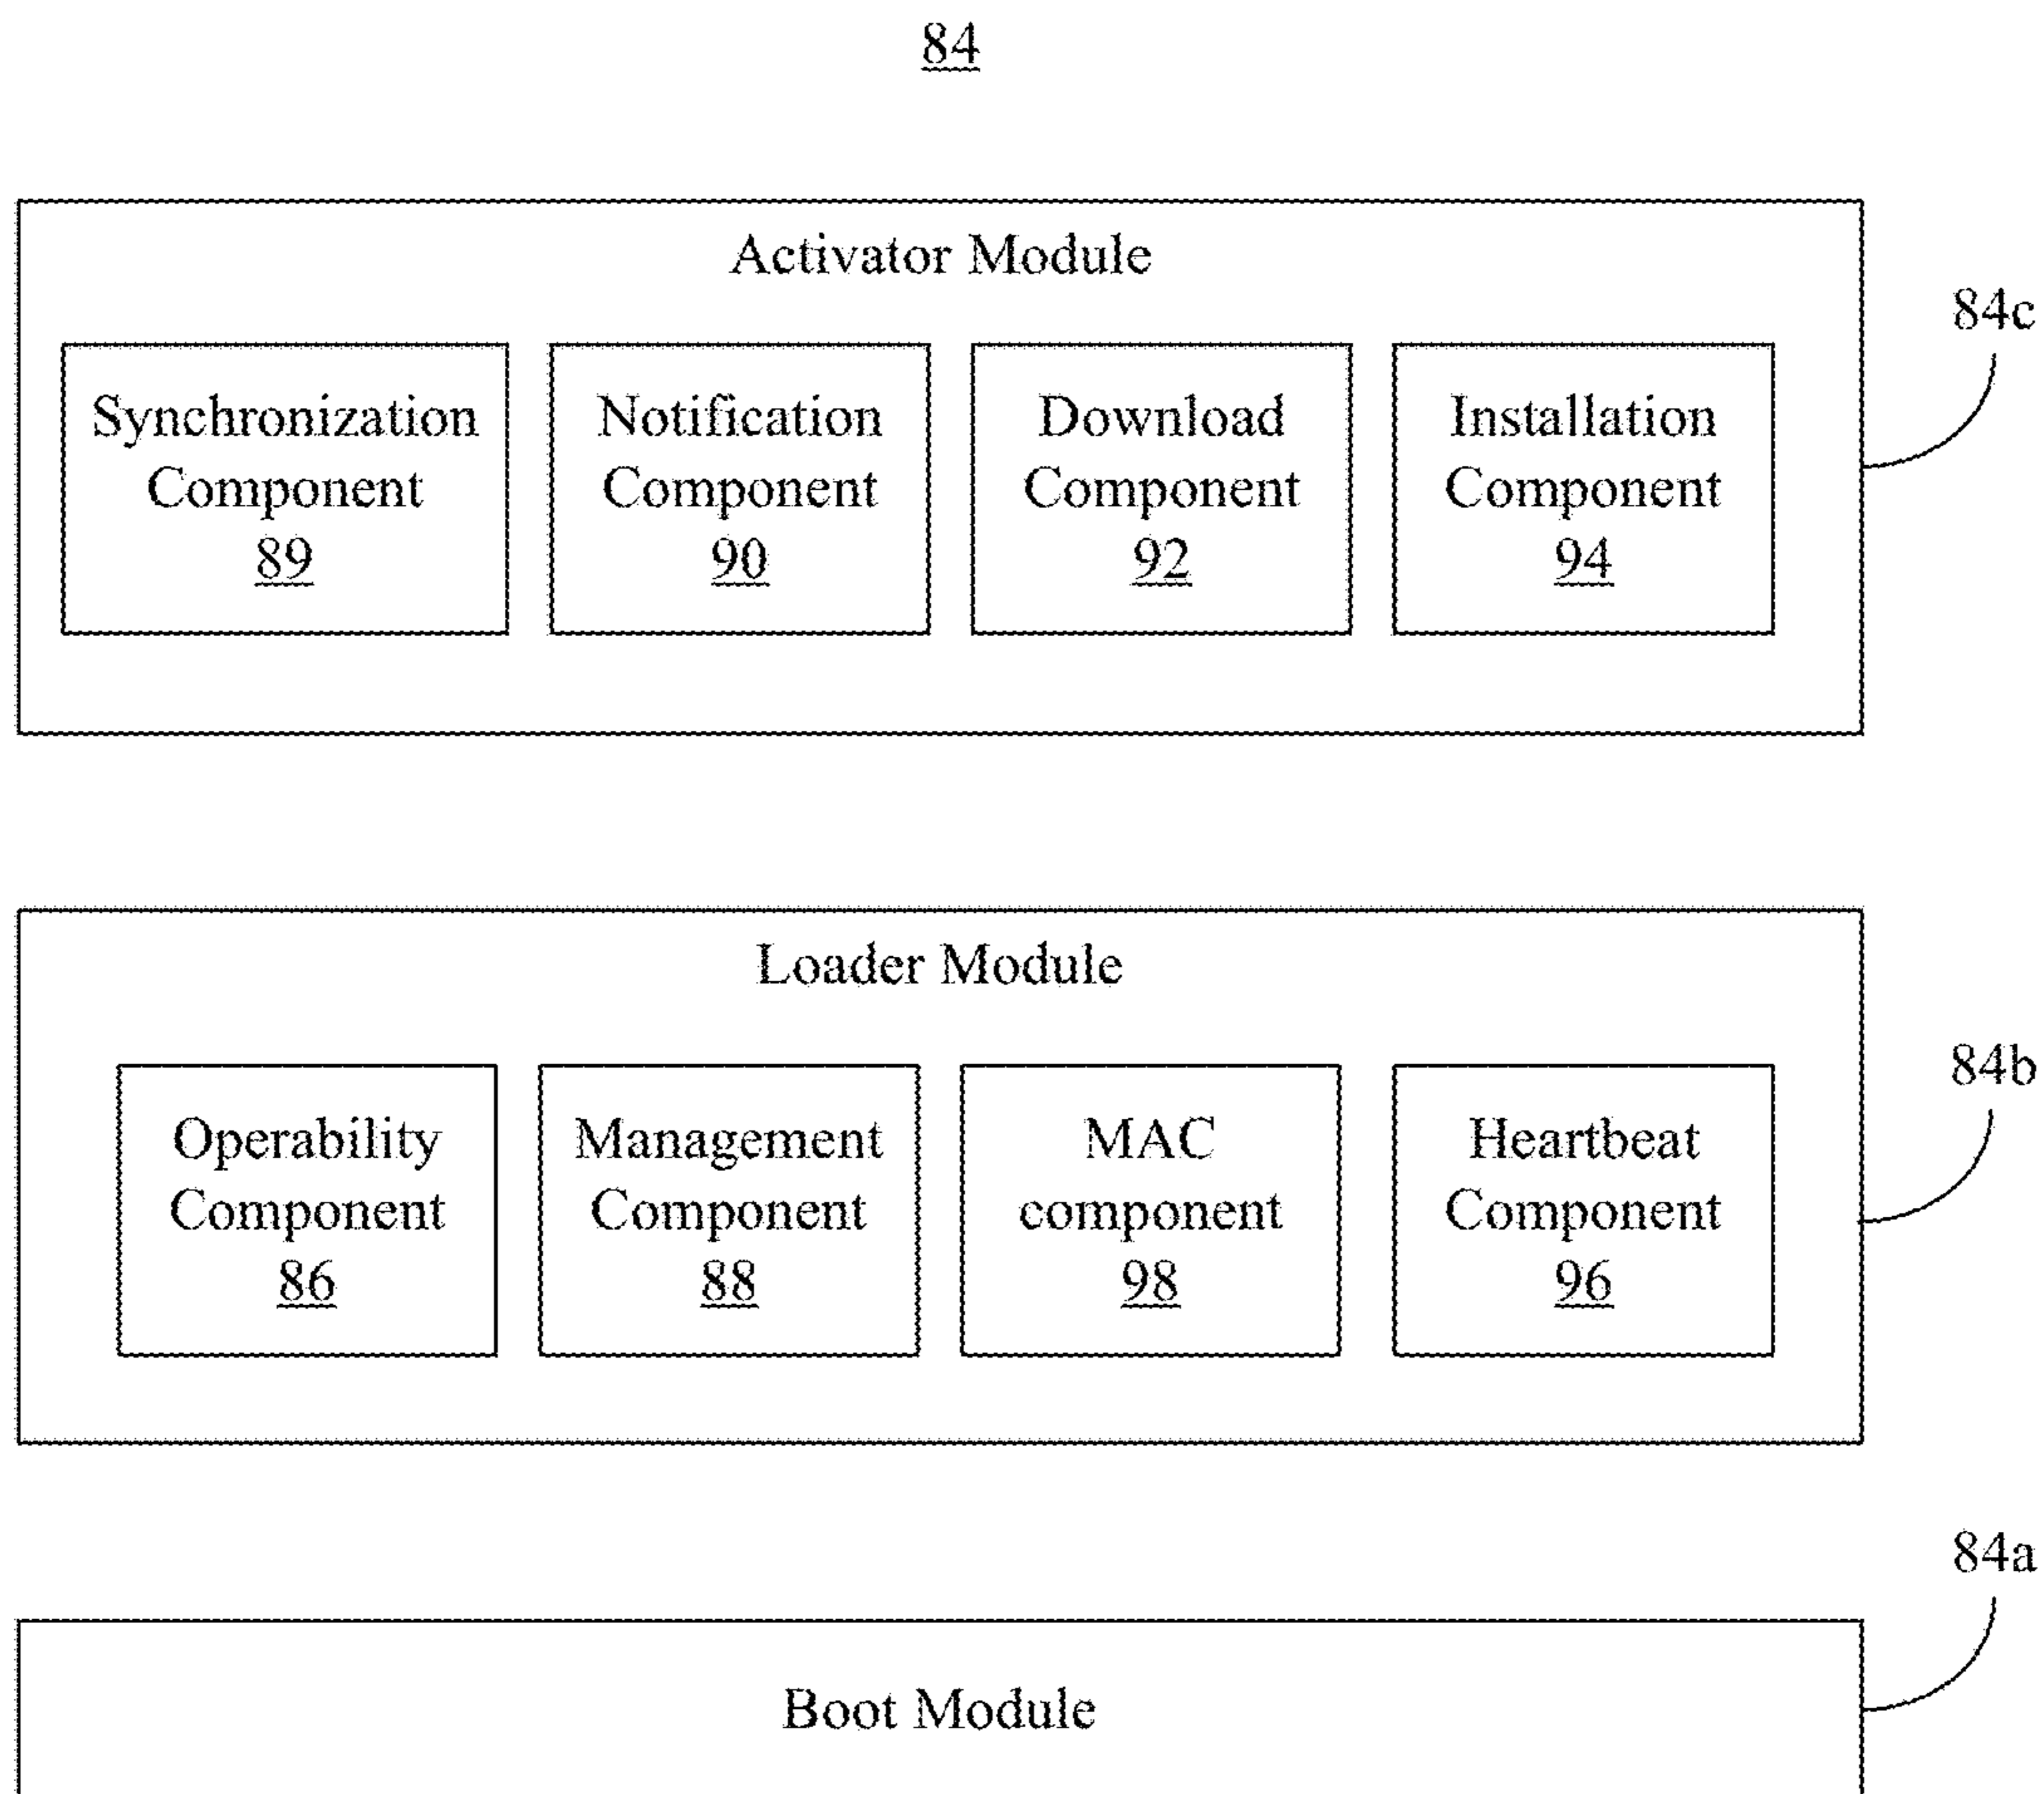 84
Activator Module
84c
Synchronization
Component
89
Notification
Component
90
Download
Component
92
Installation
Component
94
Loader Module
84b
Operability
Component
86
Management
Component
88
MAC
component
98
Heartbeat
Component
96
84a
Boot Module